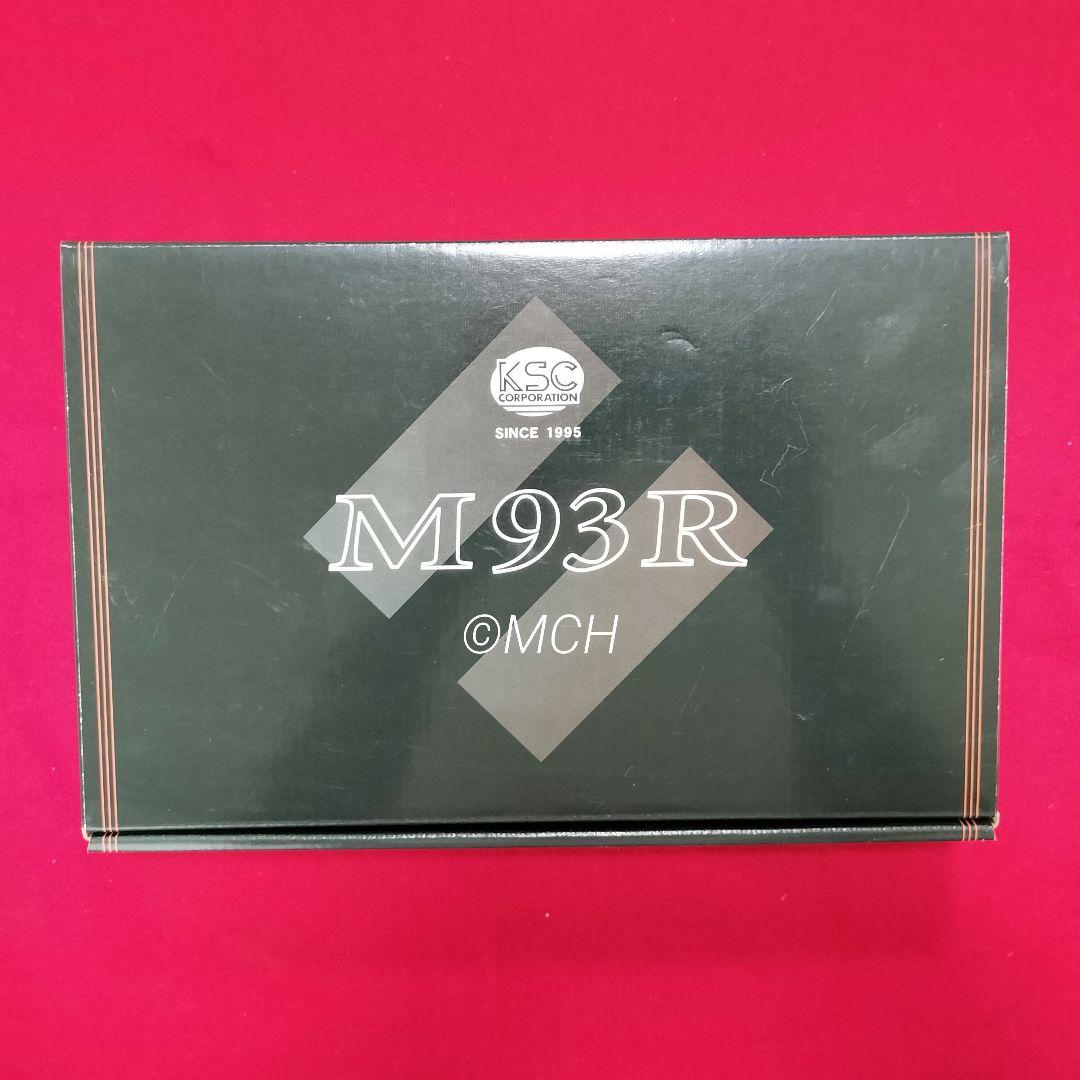 KSC
CORPORATION
SINCE 1995
M93R
©MCH